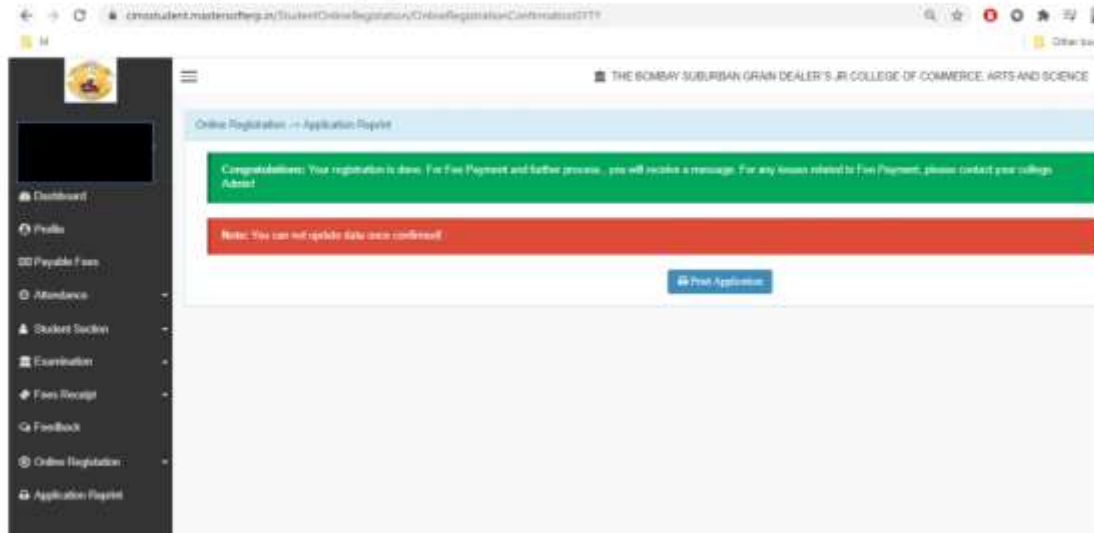 THE BOMBAY SUBURBAN GRAIN DEALER'S JR COLLEGE OF COMMERCE, ARTS AND SCIENCE
Online Registration -> Application Reprint
Congratulations: Your registration is done. For Fee Payment and further process, you will receive a message. For any issues related to Fee Payment, please contact your college
Admin!
Note: You can not update data once confirmed!
Print Application
Dashboard
Profile
Payable Fees
Attendance
Student Section
Examination
Fees Receipt
Feedback
Online Registration
Application Reprint